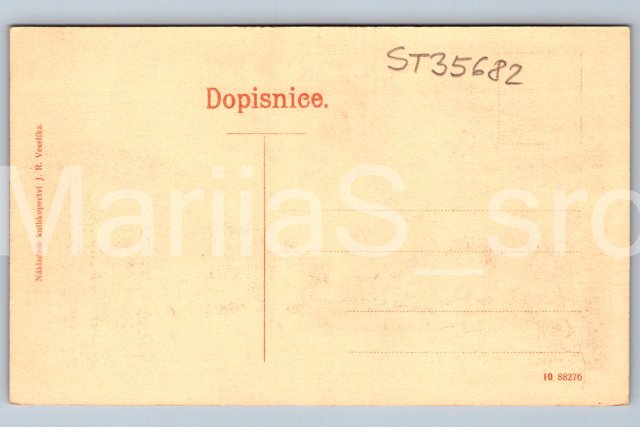 ST35682
Dopisnice.
Nákladem knihkupectví J. R. Veselíka.
MariiaS_sro
10 88276